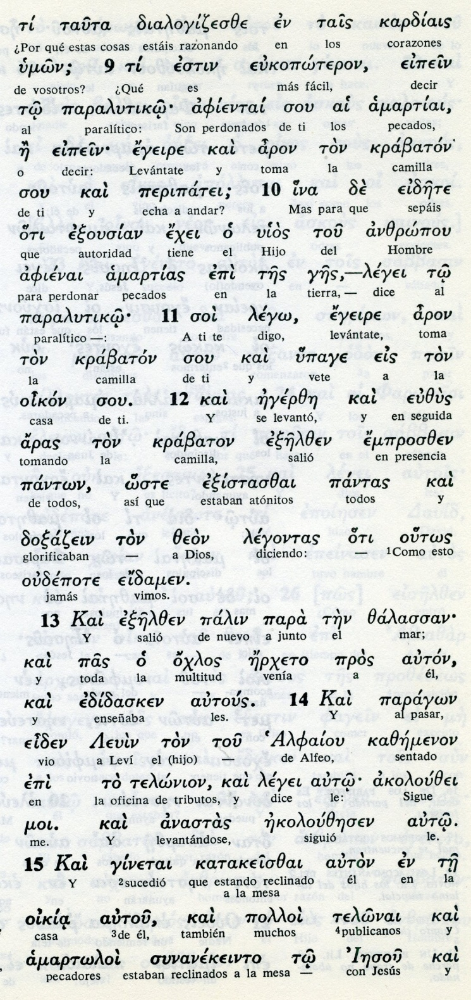 τί ταῦτα διαλογίζεσθε ἐν ταῖς καρδίαις
¿Por qué estas cosas estáis razonando en los corazones
ὑμῶν; 9 τί ἐστιν εὐκοπώτερον, εἰπεῖν
de vosotros? ¿Qué es más fácil, decir
τῷ παραλυτικῷ· ἀφίενταί σου αἱ ἁμαρτίαι,
al paralítico: Son perdonados de ti los pecados,
ἢ εἰπεῖν· ἔγειρε καὶ ἆρον τὸν κράβατόν
o decir: Levántate y toma la camilla
σου καὶ περιπάτει; 10 ἵνα δὲ εἰδῆτε
de ti y echa a andar? Mas para que sepáis
ὅτι ἐξουσίαν ἔχει ὁ υἱὸς τοῦ ἀνθρώπου
que autoridad tiene el Hijo del Hombre
ἀφιέναι ἁμαρτίας ἐπὶ τῆς γῆς,—λέγει τῷ
para perdonar pecados en la tierra,— dice al
παραλυτικῷ· 11 σοὶ λέγω, ἔγειρε ἆρον
paralítico —: A ti te digo, levántate, toma
τὸν κράβατόν σου καὶ ὕπαγε εἰς τὸν
la camilla de ti y vete a la
οἶκόν σου. 12 καὶ ἠγέρθη καὶ εὐθὺς
casa de ti. Y se levantó, y en seguida
ἄρας τὸν κράβατον ἐξῆλθεν ἔμπροσθεν
tomando la camilla, salió en presencia
πάντων, ὥστε ἐξίστασθαι πάντας καὶ
de todos, así que estaban atónitos todos y
δοξάζειν τὸν θεὸν λέγοντας ὅτι οὕτως
glorificaban — a Dios, diciendo: — ¹Como esto
οὐδέποτε εἴδαμεν.
jamás vimos.
13 Καὶ ἐξῆλθεν πάλιν παρὰ τὴν θάλασσαν·
Y salió de nuevo a junto el mar;
καὶ πᾶς ὁ ὄχλος ἤρχετο πρὸς αὐτόν,
y toda la multitud venía a él,
καὶ ἐδίδασκεν αὐτούς. 14 Καὶ παράγων
y enseñaba les. Y al pasar,
εἶδεν Λευὶν τὸν τοῦ Ἁλφαίου καθήμενον
vio a Leví el (hijo) — de Alfeo, sentado
ἐπὶ τὸ τελώνιον, καὶ λέγει αὐτῷ· ἀκολούθει
en la oficina de tributos, y dice le: Sigue
μοι. καὶ ἀναστὰς ἠκολούθησεν αὐτῷ.
me. Y levantándose, siguió le.
15 Καὶ γίνεται κατακεῖσθαι αὐτὸν ἐν τῇ
Y ²sucedió que estando reclinado él en la
a la mesa
οἰκίᾳ αὐτοῦ, καὶ πολλοὶ τελῶναι καὶ
casa ³de él, también muchos ⁴publicanos y
ἁμαρτωλοὶ συνανέκειντο τῷ Ἰησοῦ καὶ
pecadores estaban reclinados a la mesa — con Jesús y